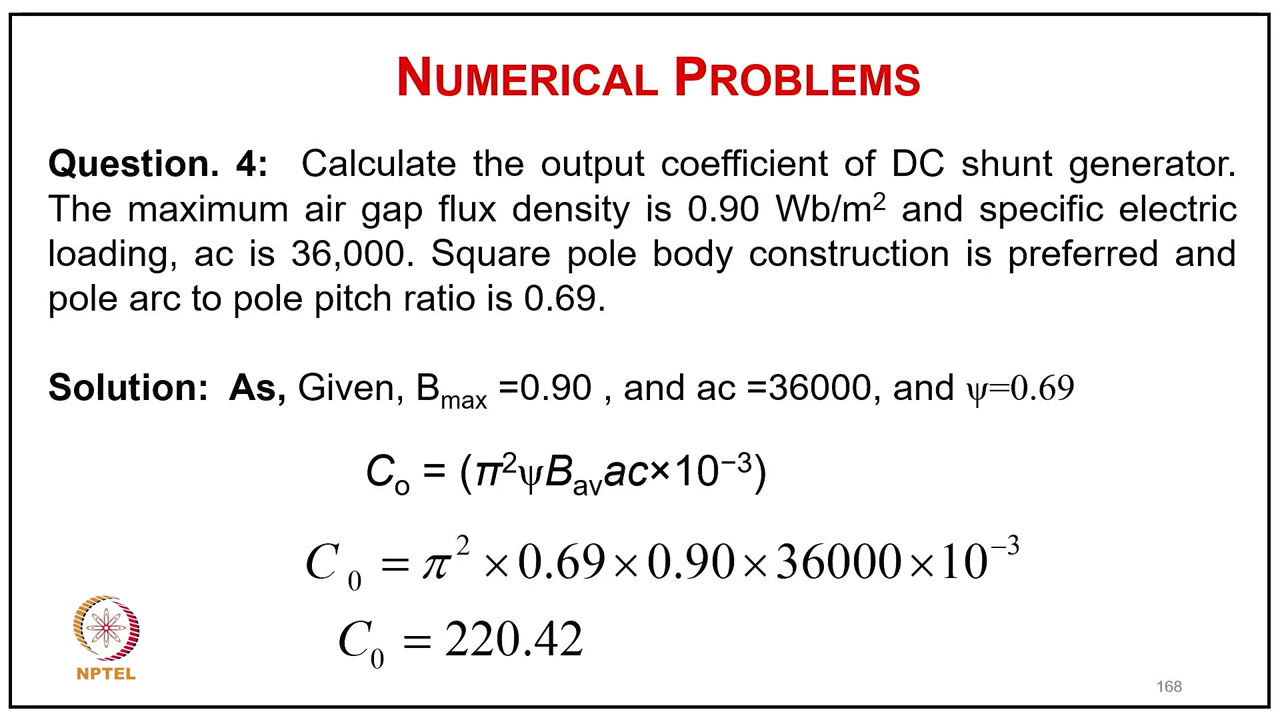 NUMERICAL PROBLEMS
Question. 4: Calculate the output coefficient of DC shunt generator.
The maximum air gap flux density is 0.90 Wb/m² and specific electric
loading, ac is 36,000. Square pole body construction is preferred and
pole arc to pole pitch ratio is 0.69.
Solution: As, Given, Bmax =0.90 , and ac =36000, and ψ=0.69
Co = (π²ψBavac×10⁻³)
C₀ = π² × 0.69 × 0.90 × 36000 × 10⁻³
C₀ = 220.42
NPTEL
168